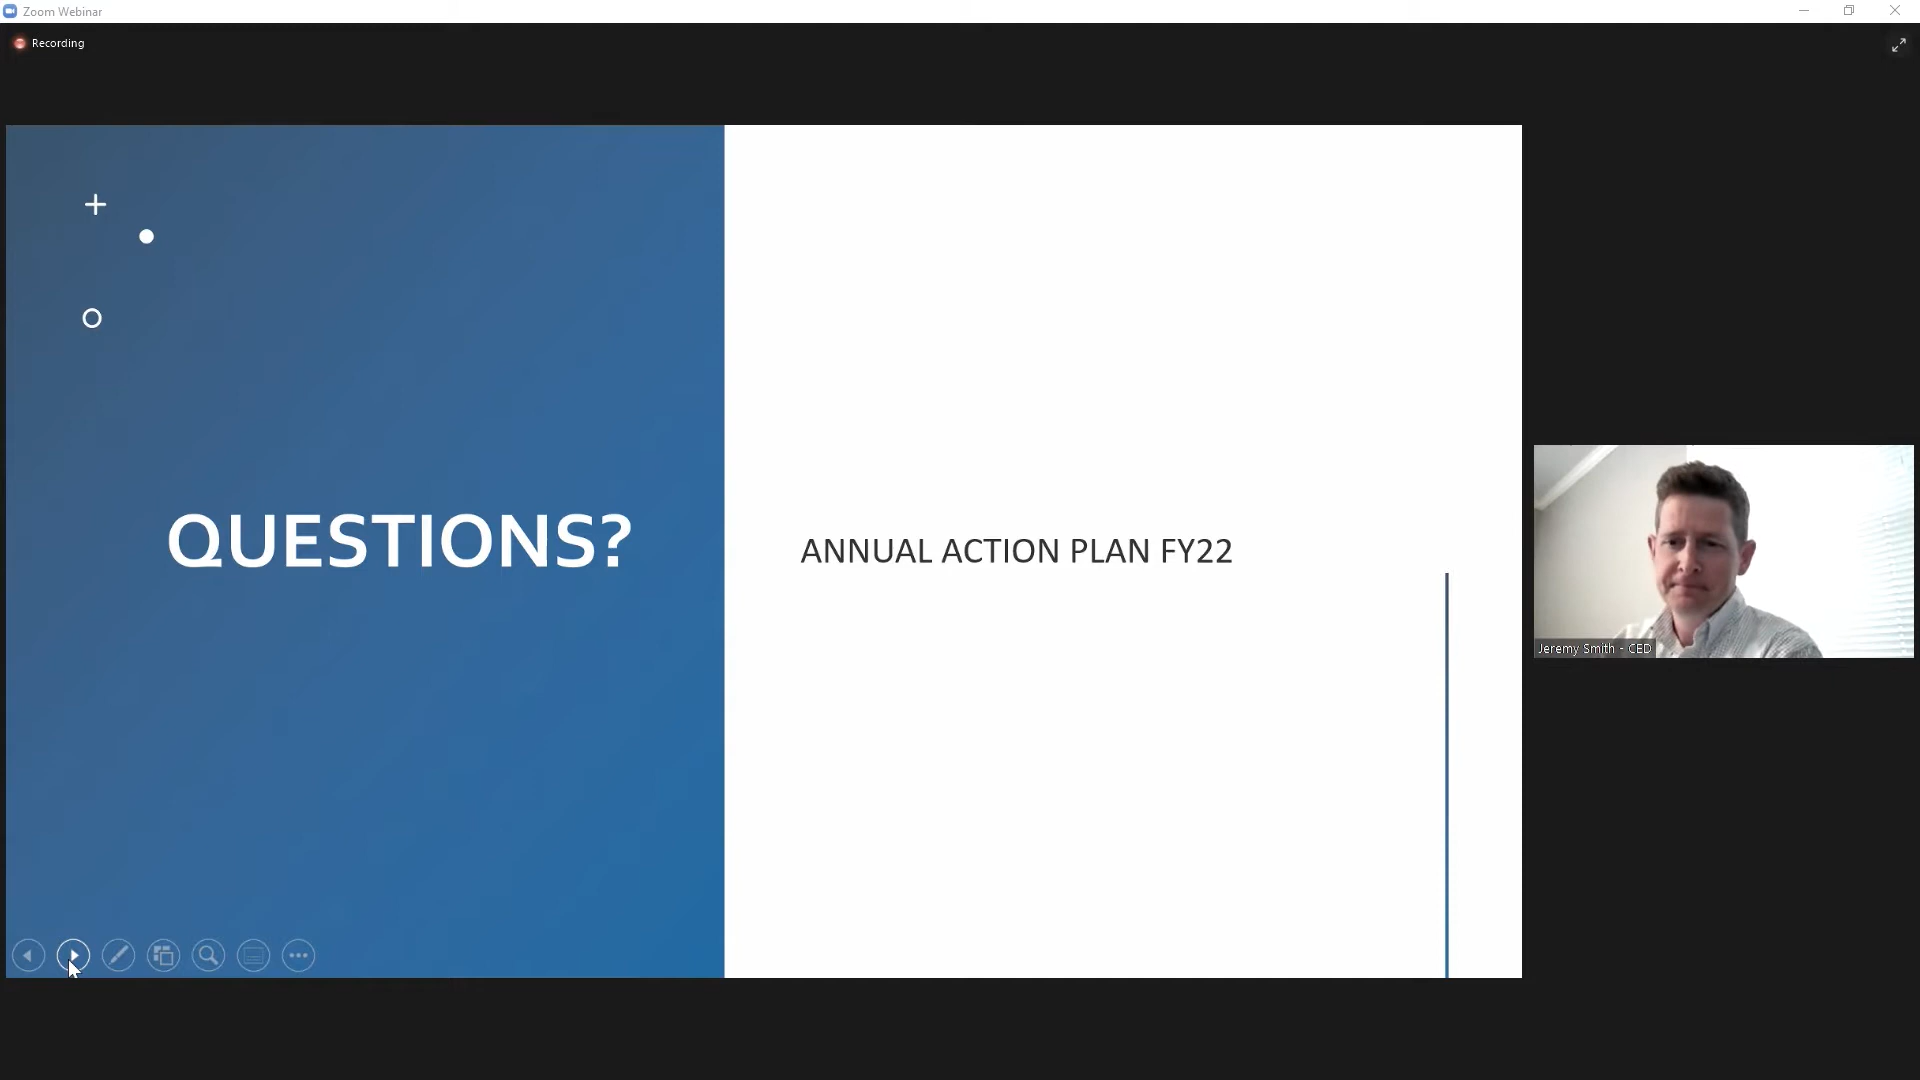 Zoom Webinar
Recording
QUESTIONS?
ANNUAL ACTION PLAN FY22
Jeremy Smith - CED